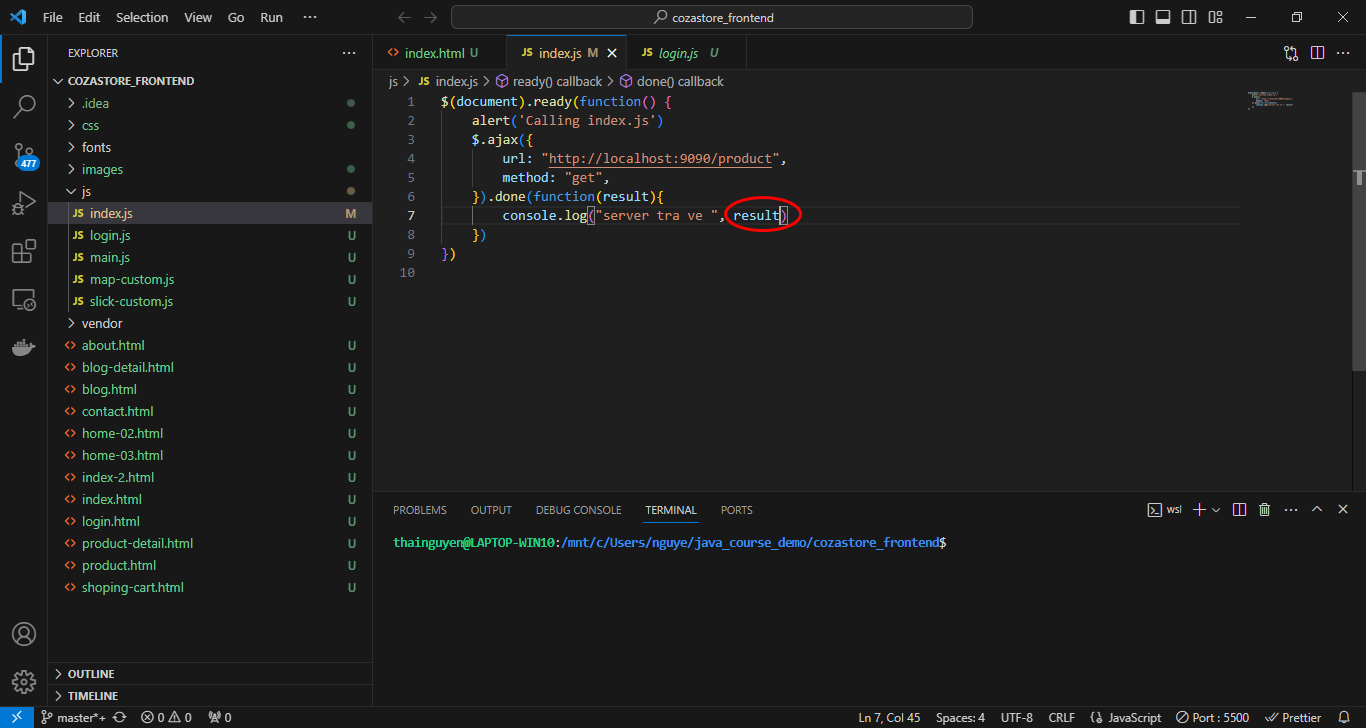 File Edit Selection View Go Run ··· cozastore_frontend
EXPLORER ···
COZASTORE_FRONTEND
.idea
css
fonts
images
js
JS index.js M
JS login.js U
JS main.js U
JS map-custom.js U
JS slick-custom.js U
vendor
about.html U
blog-detail.html U
blog.html U
contact.html U
home-02.html U
home-03.html U
index-2.html U
index.html U
login.html U
product-detail.html U
product.html U
shoping-cart.html U
OUTLINE
TIMELINE
477
index.html U JS index.js M JS login.js U
js > JS index.js > ready() callback > done() callback
1 $(document).ready(function() {
2 alert('Calling index.js')
3 $.ajax({
4 url: "http://localhost:9090/product",
5 method: "get",
6 }).done(function(result){
7 console.log("server tra ve ", result)
8 })
9 })
10
PROBLEMS OUTPUT DEBUG CONSOLE TERMINAL PORTS wsl
thainguyen@LAPTOP-WIN10:/mnt/c/Users/nguye/java_course_demo/cozastore_frontend$
master*+ 0 0 0 Ln 7, Col 45 Spaces: 4 UTF-8 CRLF JavaScript Port : 5500 Prettier